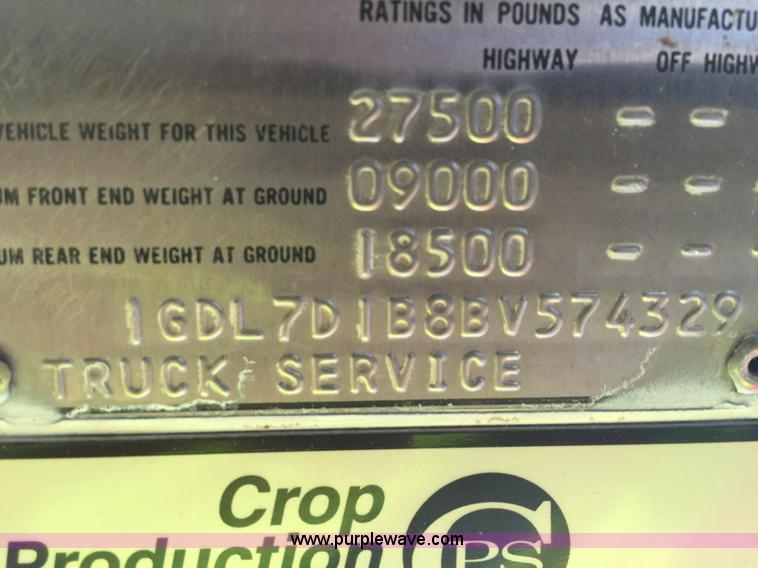 RATINGS IN POUNDS AS MANUFACTU
HIGHWAY OFF HIGHW
VEHICLE WEIGHT FOR THIS VEHICLE 27500 - -
UM FRONT END WEIGHT AT GROUND 09000 - - -
UM REAR END WEIGHT AT GROUND 18500 - - -
1GDL7D1B8BV574329
TRUCK SERVICE
Crop
Production
CPS
www.purplewave.com